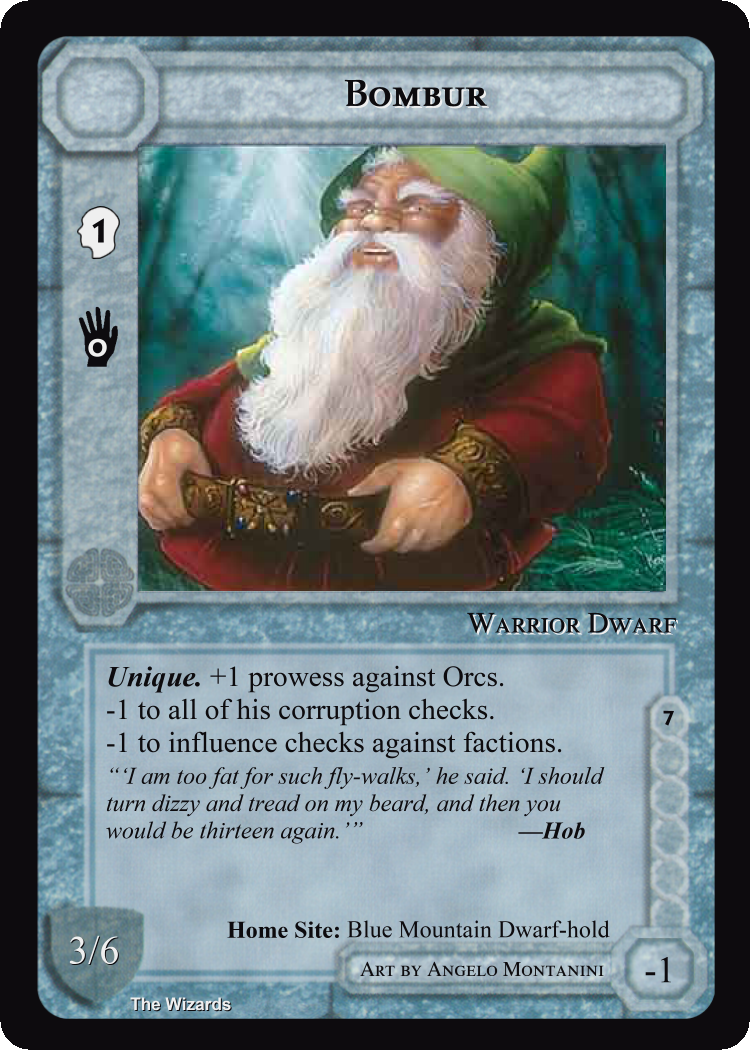 Bombur
1
0
Warrior Dwarf
Unique. +1 prowess against Orcs.
-1 to all of his corruption checks.
-1 to influence checks against factions.
“‘I am too fat for such fly-walks,’ he said. ‘I should
turn dizzy and tread on my beard, and then you
would be thirteen again.’” —Hob
7
Home Site: Blue Mountain Dwarf-hold
3/6
Art by Angelo Montanini
-1
The Wizards